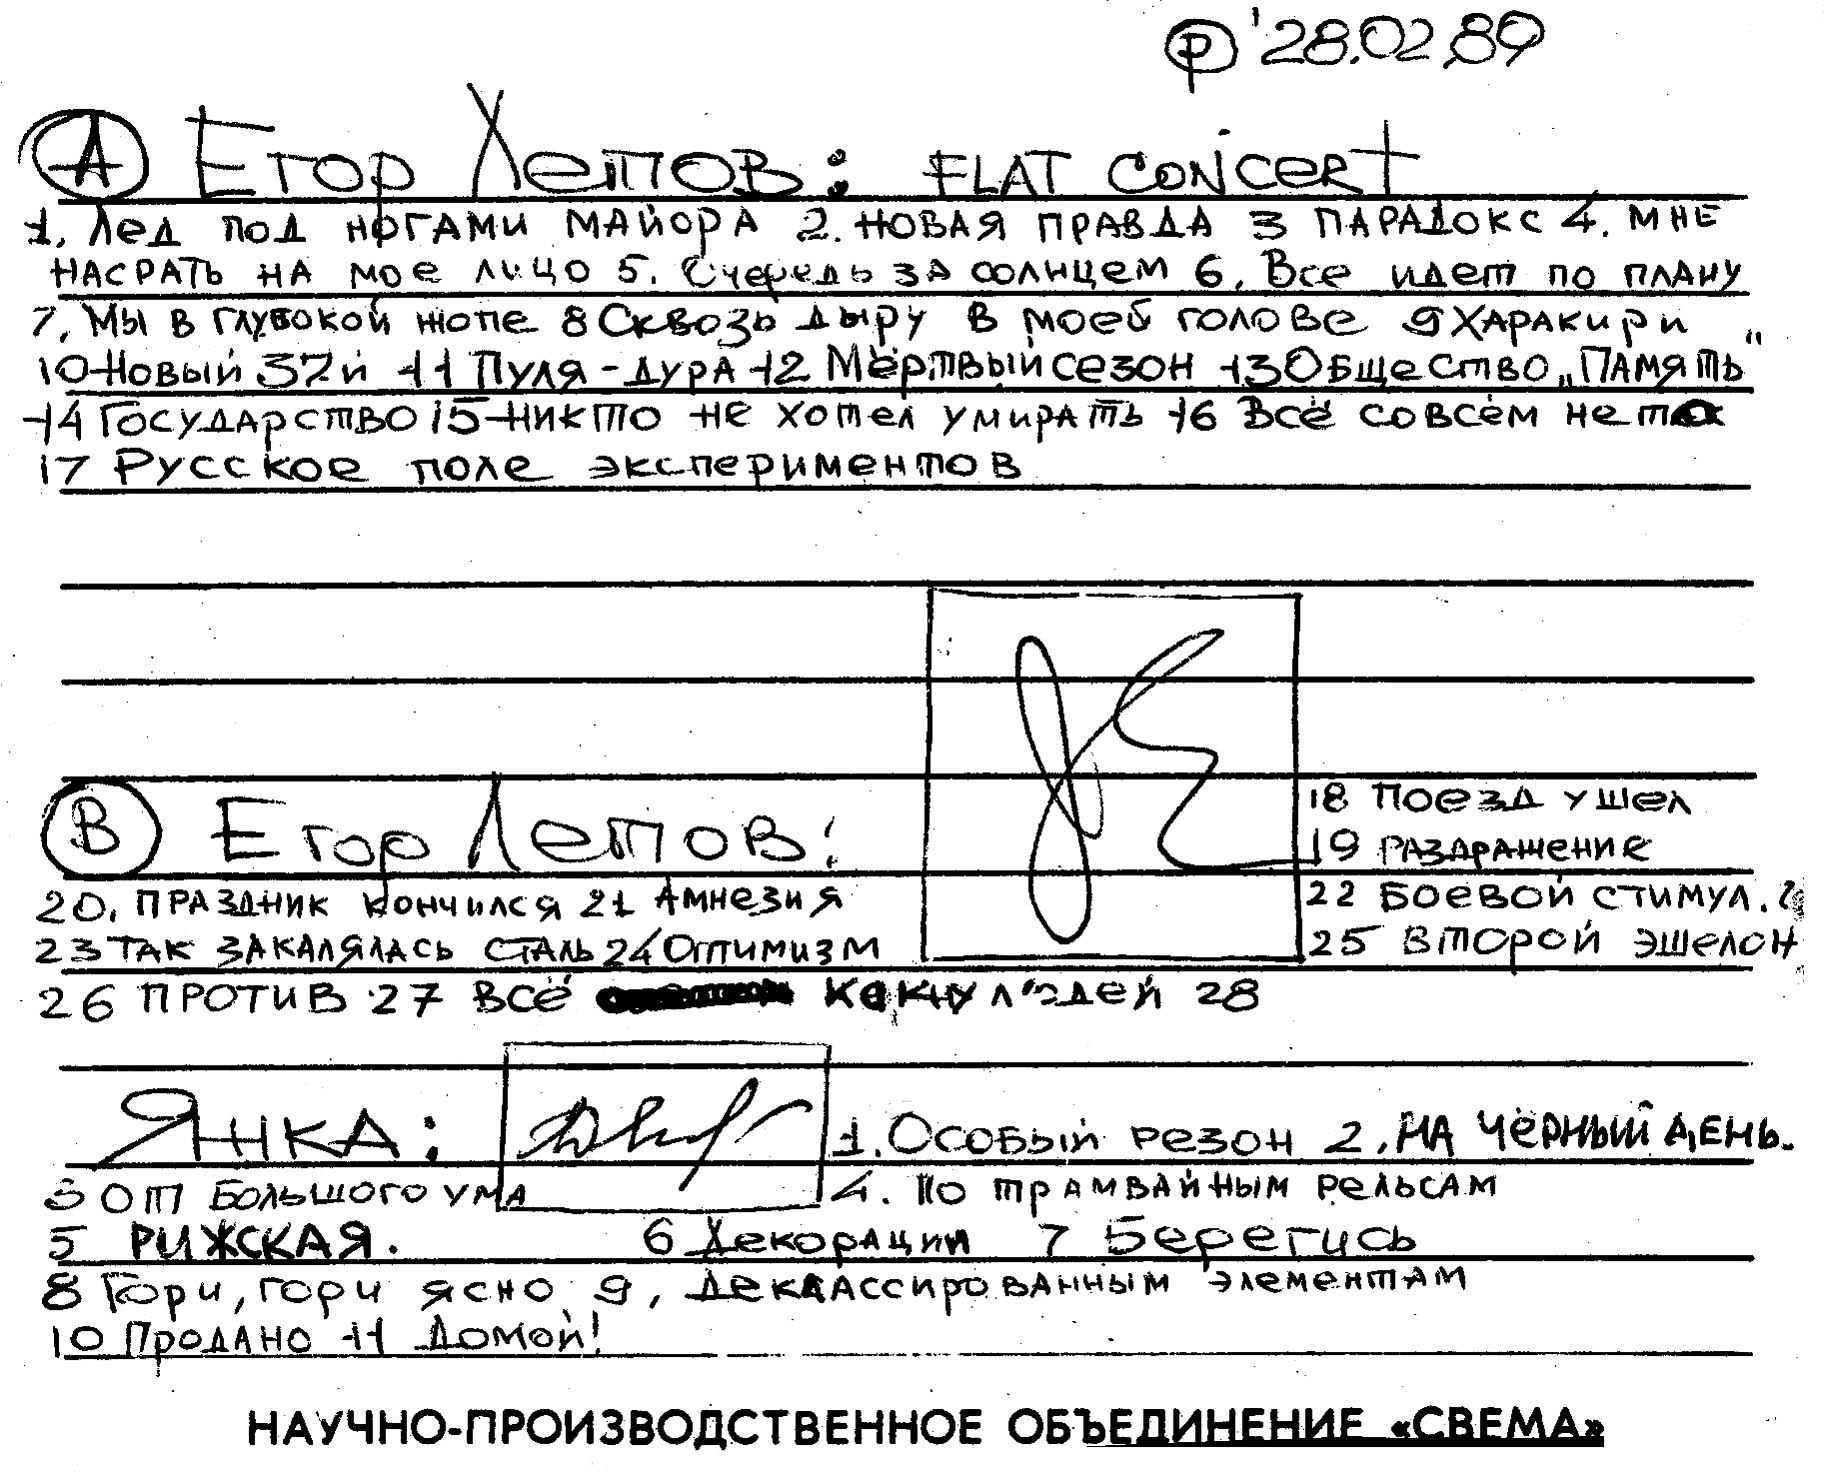 Ⓟ '28.02.89
Ⓐ Егор Летов: FLAT CONCERT
1. Лед под ногами майора 2. Новая правда 3 Парадокс 4. Мне
насрать на мое лицо 5. Очередь за солнцем 6. Все идет по плану
7, Мы в глубокой жопе 8 Сквозь дыру в моей голове 9 Харакири
10 Новый 37й 11 Пуля-дура 12 Мёртвый сезон 13 Общество „Память"
14 Государство 15 Никто не хотел умирать 16 Всё совсем не так
17 Русское поле экспериментов
18 Поезд ушел
Ⓑ Егор Летов: 19 Раздражение
20. Праздник кончился 21 Амнезия 22 Боевой стимул.
23 Так закалялась сталь 24 Оптимизм 25 Второй эшелон
26 Против 27 Всё как у людей 28
Янка: 1. Особый резон 2. На чёрный день.
3 От большого ума 4. По трамвайным рельсам
5 Рижская. 6 Декорации 7 Берегись
8 Гори, гори ясно 9, Деклассированным элементам
10 Продано 11 Домой!
НАУЧНО-ПРОИЗВОДСТВЕННОЕ ОБЪЕДИНЕНИЕ «СВЕМА»